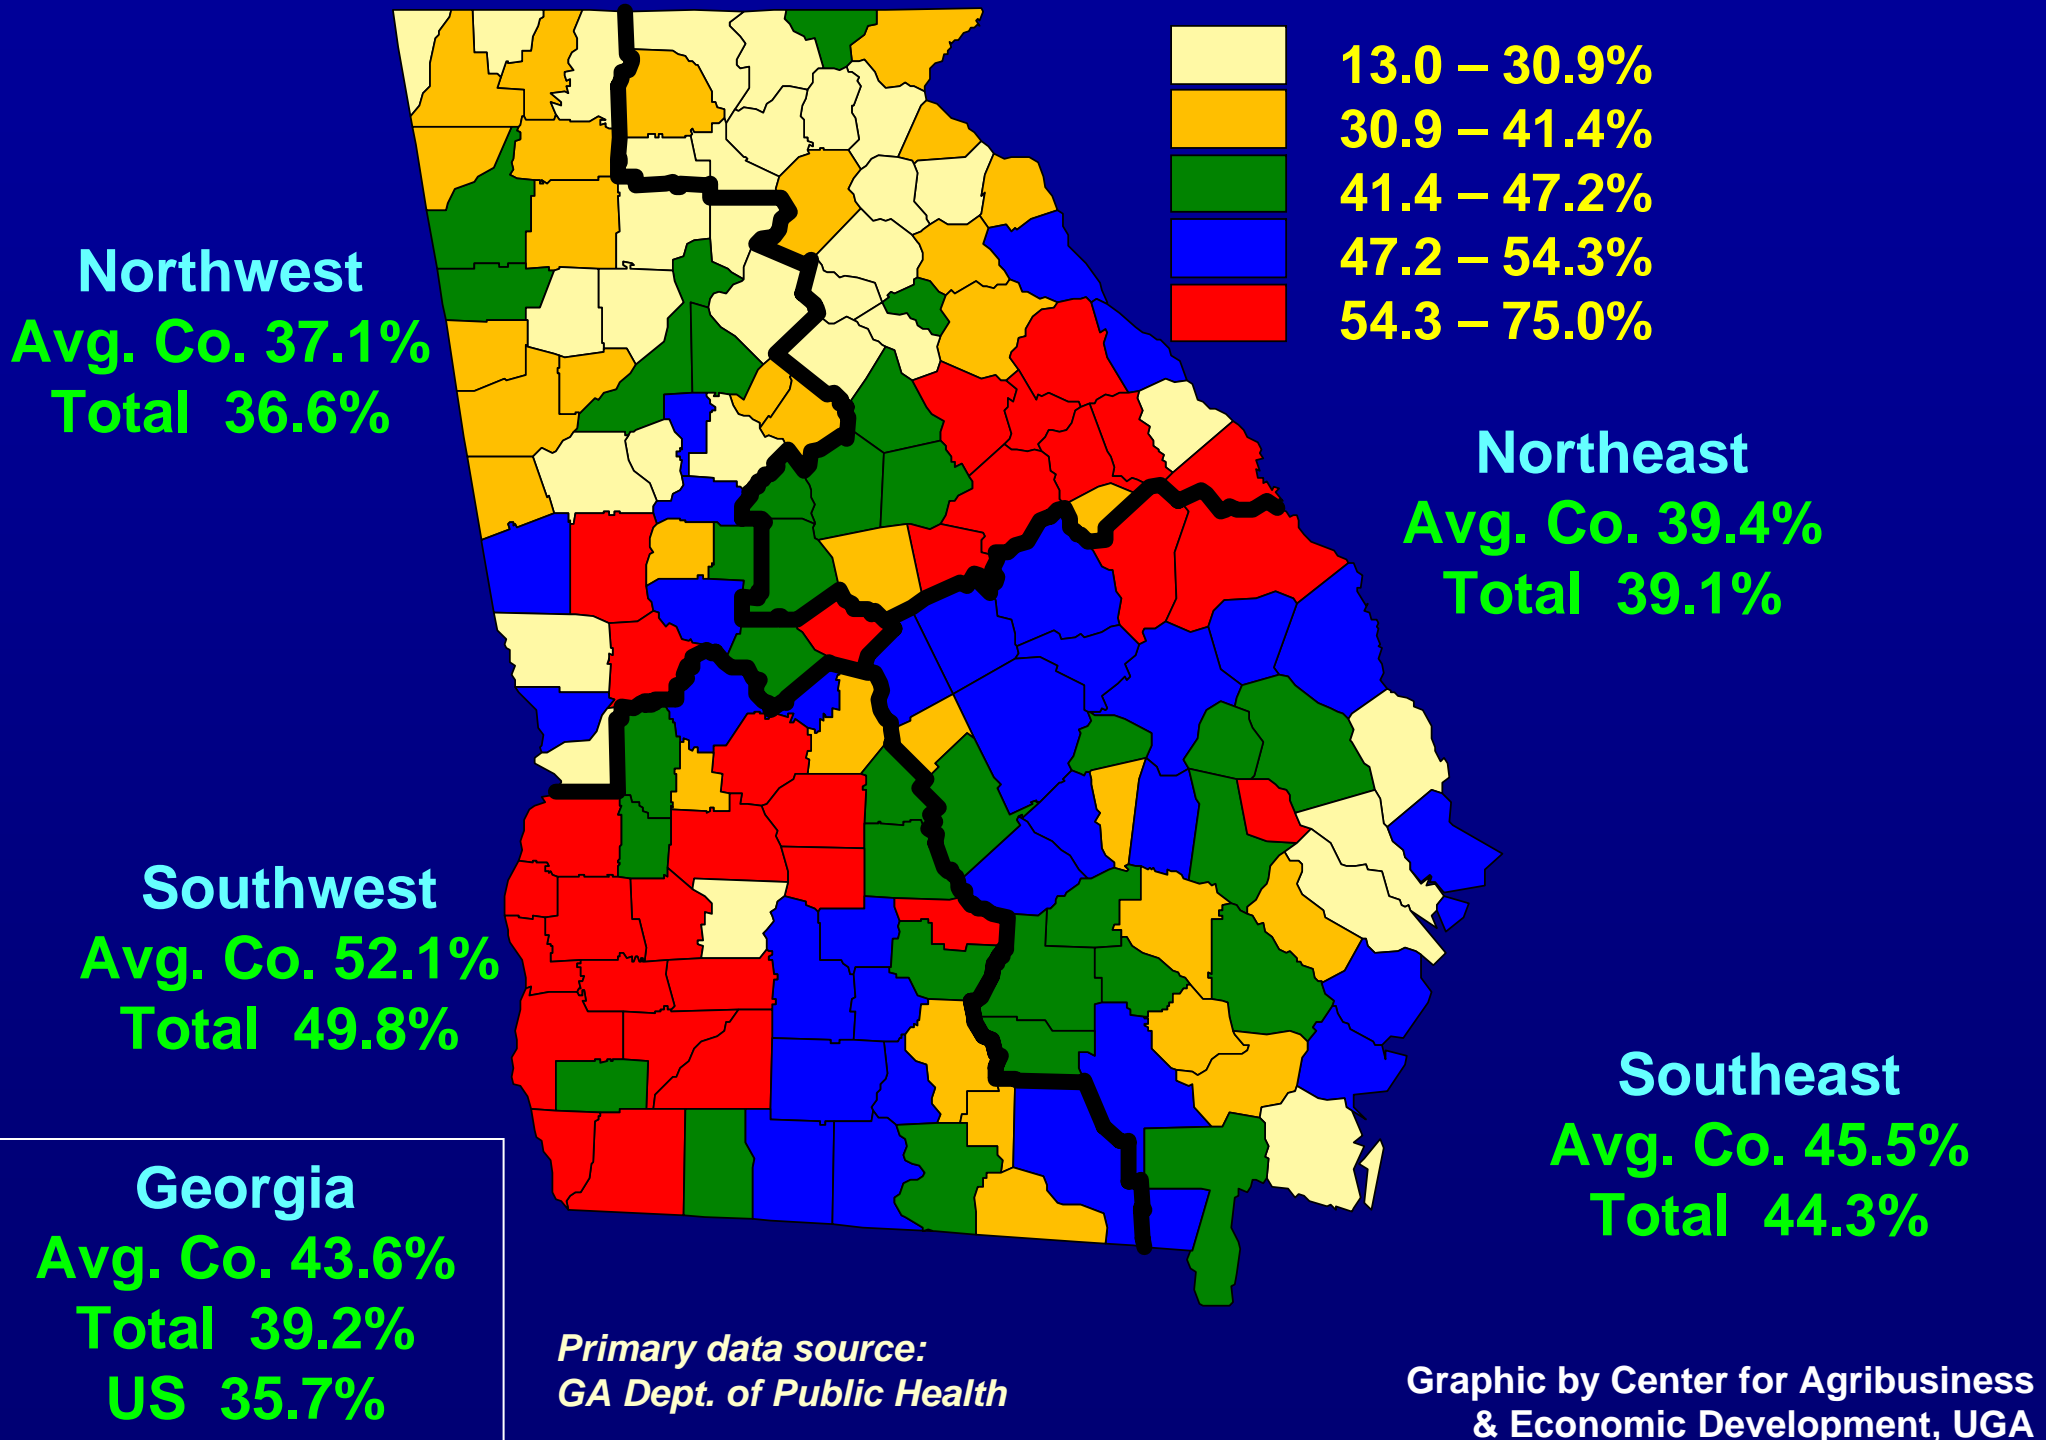 13.0 – 30.9%
30.9 – 41.4%
41.4 – 47.2%
47.2 – 54.3%
54.3 – 75.0%
Northwest
Avg. Co. 37.1%
Total 36.6%
Northeast
Avg. Co. 39.4%
Total 39.1%
Southwest
Avg. Co. 52.1%
Total 49.8%
Southeast
Avg. Co. 45.5%
Total 44.3%
Georgia
Avg. Co. 43.6%
Total 39.2%
US 35.7%
Primary data source:
GA Dept. of Public Health
Graphic by Center for Agribusiness
& Economic Development, UGA